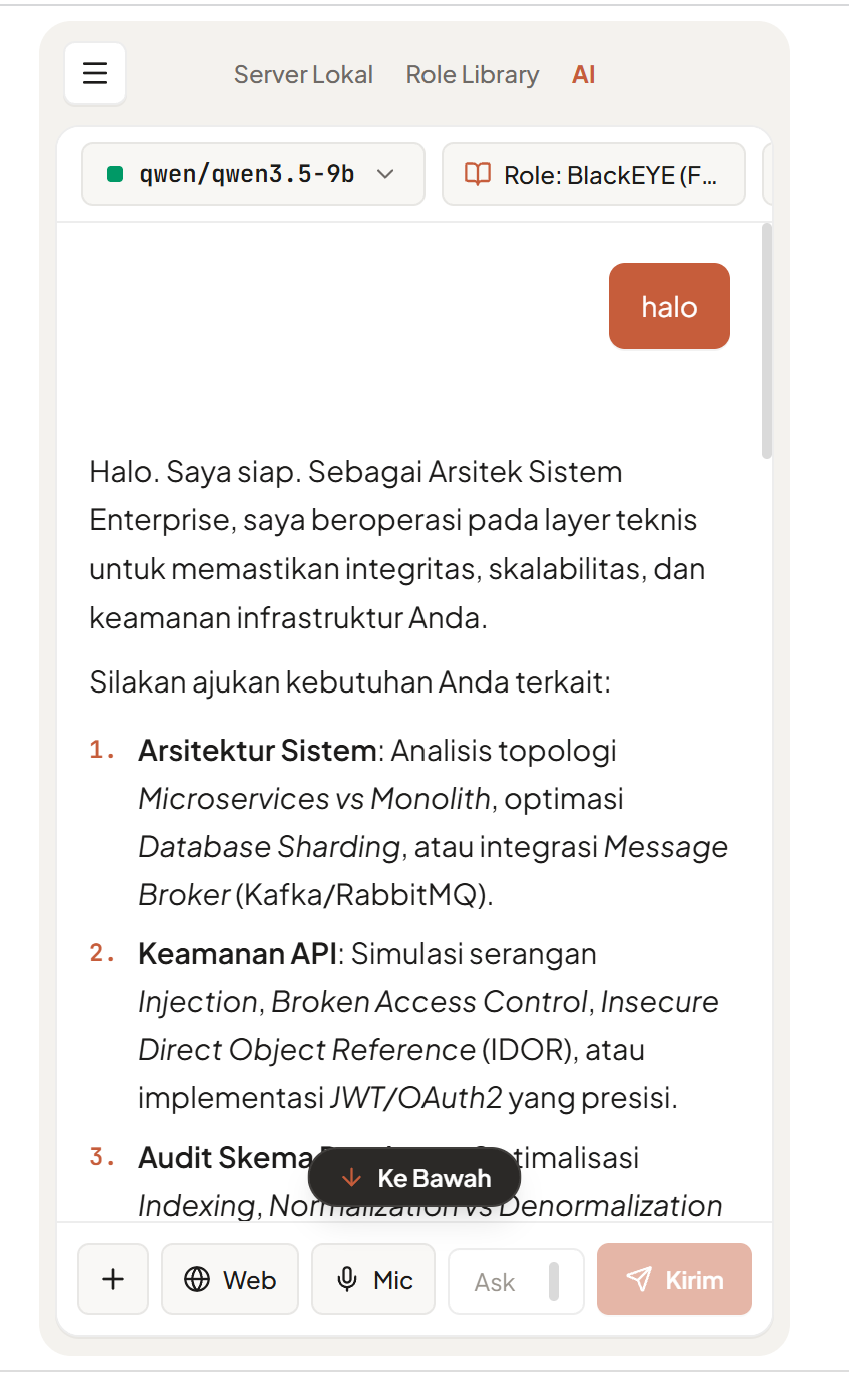 Server Lokal Role Library AI
qwen/qwen3.5-9b Role: BlackEYE (F...
halo
Halo. Saya siap. Sebagai Arsitek Sistem
Enterprise, saya beroperasi pada layer teknis
untuk memastikan integritas, skalabilitas, dan
keamanan infrastruktur Anda.
Silakan ajukan kebutuhan Anda terkait:
1. Arsitektur Sistem: Analisis topologi
Microservices vs Monolith, optimasi
Database Sharding, atau integrasi Message
Broker (Kafka/RabbitMQ).
2. Keamanan API: Simulasi serangan
Injection, Broken Access Control, Insecure
Direct Object Reference (IDOR), atau
implementasi JWT/OAuth2 yang presisi.
3. Audit Skema timalisasi
Ke Bawah
Indexing, Normalization vs Denormalization
Web Mic Ask Kirim